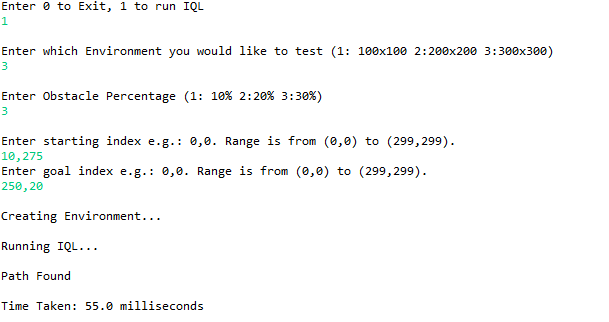 Enter 0 to Exit, 1 to run IQL
1
Enter which Environment you would like to test (1: 100x100 2:200x200 3:300x300)
3
Enter Obstacle Percentage (1: 10% 2:20% 3:30%)
3
Enter starting index e.g.: 0,0. Range is from (0,0) to (299,299).
10,275
Enter goal index e.g.: 0,0. Range is from (0,0) to (299,299).
250,20
Creating Environment...
Running IQL...
Path Found
Time Taken: 55.0 milliseconds